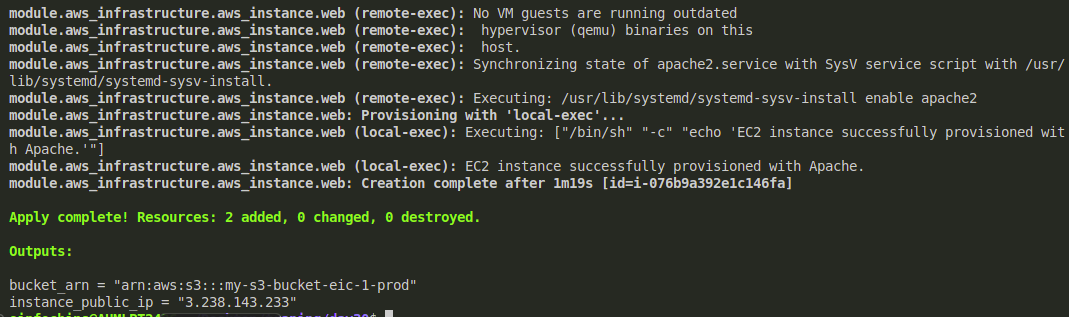 module.aws_infrastructure.aws_instance.web (remote-exec): No VM guests are running outdated
module.aws_infrastructure.aws_instance.web (remote-exec):  hypervisor (qemu) binaries on this
module.aws_infrastructure.aws_instance.web (remote-exec):  host.
module.aws_infrastructure.aws_instance.web (remote-exec): Synchronizing state of apache2.service with SysV service script with /usr/
lib/systemd/systemd-sysv-install.
module.aws_infrastructure.aws_instance.web (remote-exec): Executing: /usr/lib/systemd/systemd-sysv-install enable apache2
module.aws_infrastructure.aws_instance.web: Provisioning with 'local-exec'...
module.aws_infrastructure.aws_instance.web (local-exec): Executing: ["/bin/sh" "-c" "echo 'EC2 instance successfully provisioned wit
h Apache.'"]
module.aws_infrastructure.aws_instance.web (local-exec): EC2 instance successfully provisioned with Apache.
module.aws_infrastructure.aws_instance.web: Creation complete after 1m19s [id=i-076b9a392e1c146fa]
Apply complete! Resources: 2 added, 0 changed, 0 destroyed.
Outputs:
bucket_arn = "arn:aws:s3:::my-s3-bucket-eic-1-prod"
instance_public_ip = "3.238.143.233"